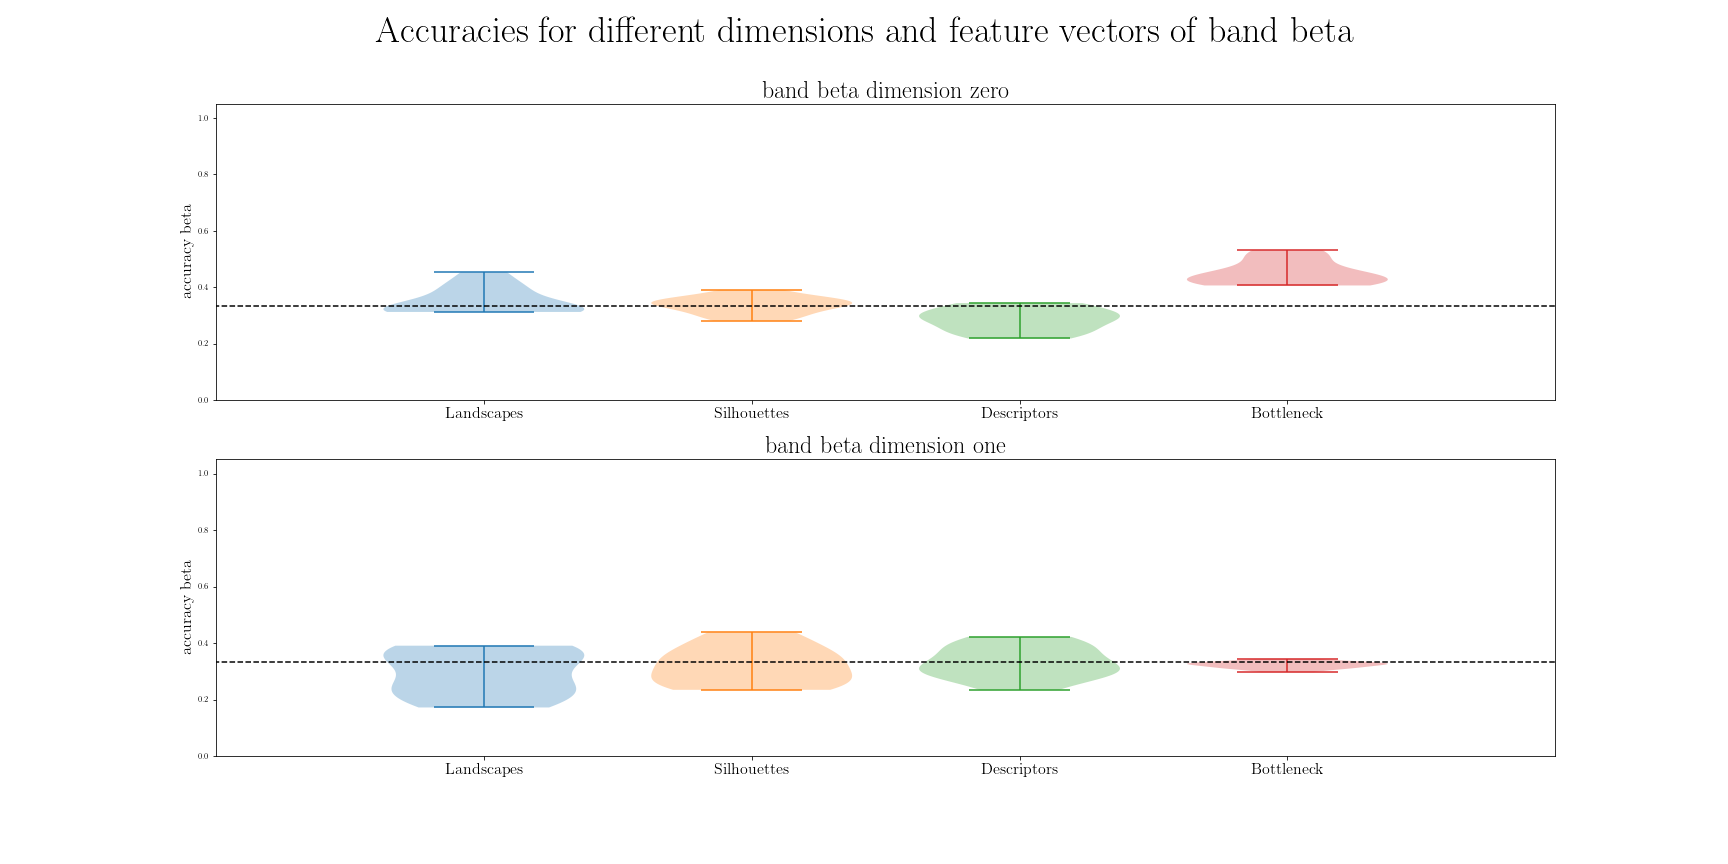 Accuracies for different dimensions and feature vectors of band beta
band beta dimension zero
1.0
0.8
0.6
0.4
0.2
0.0
accuracy beta
Landscapes Silhouettes Descriptors Bottleneck
band beta dimension one
1.0
0.8
0.6
0.4
0.2
0.0
accuracy beta
Landscapes Silhouettes Descriptors Bottleneck